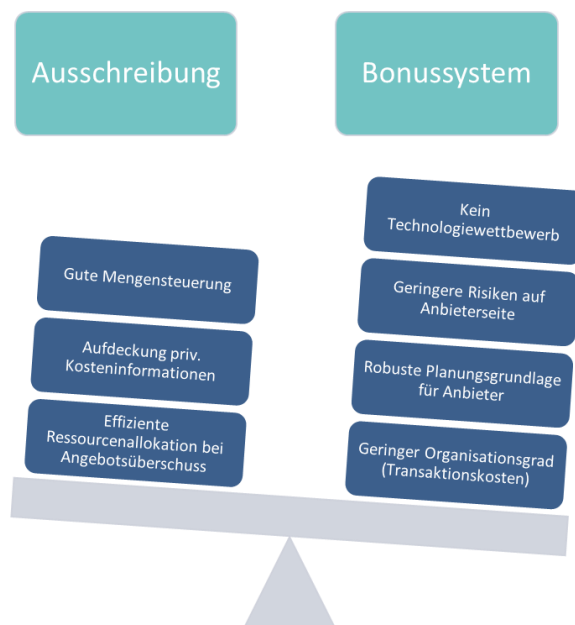 Ausschreibung
Bonussystem
Gute Mengensteuerung
Aufdeckung priv.
Kosteninformationen
Effiziente
Ressourcenallokation bei
Angebotsüberschuss
Kein
Technologiewettbewerb
Geringere Risiken auf
Anbieterseite
Robuste Planungsgrundlage
für Anbieter
Geringer Organisationsgrad
(Transaktionskosten)